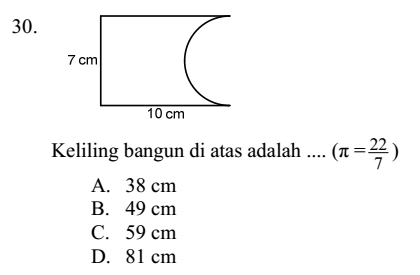 30.
7 cm
10 cm
Keliling bangun di atas adalah .... (π = 22/7)
A. 38 cm
B. 49 cm
C. 59 cm
D. 81 cm